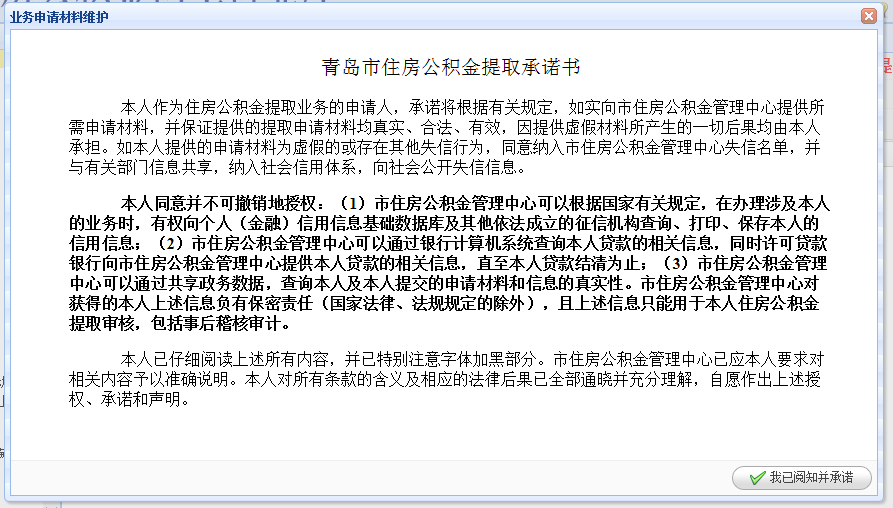 业务申请材料维护
青岛市住房公积金提取承诺书
本人作为住房公积金提取业务的申请人，承诺将根据有关规定，如实向市住房公积金管理中心提供所
需申请材料，并保证提供的提取申请材料均真实、合法、有效，因提供虚假材料所产生的一切后果均由本人
承担。如本人提供的申请材料为虚假的或存在其他失信行为，同意纳入市住房公积金管理中心失信名单，并
与有关部门信息共享，纳入社会信用体系，向社会公开失信信息。
本人同意并不可撤销地授权：（1）市住房公积金管理中心可以根据国家有关规定，在办理涉及本人
的业务时，有权向个人（金融）信用信息基础数据库及其他依法成立的征信机构查询、打印、保存本人的
信用信息；（2）市住房公积金管理中心可以通过银行计算机系统查询本人贷款的相关信息，同时许可贷款
银行向市住房公积金管理中心提供本人贷款的相关信息，直至本人贷款结清为止；（3）市住房公积金管理
中心可以通过共享政务数据，查询本人及本人提交的申请材料和信息的真实性。市住房公积金管理中心对
获得的本人上述信息负有保密责任（国家法律、法规规定的除外），且上述信息只能用于本人住房公积金
提取审核，包括事后稽核审计。
本人已仔细阅读上述所有内容，并已特别注意字体加黑部分。市住房公积金管理中心已应本人要求对
相关内容予以准确说明。本人对所有条款的含义及相应的法律后果已全部通晓并充分理解，自愿作出上述授
权、承诺和声明。
我已阅知并承诺